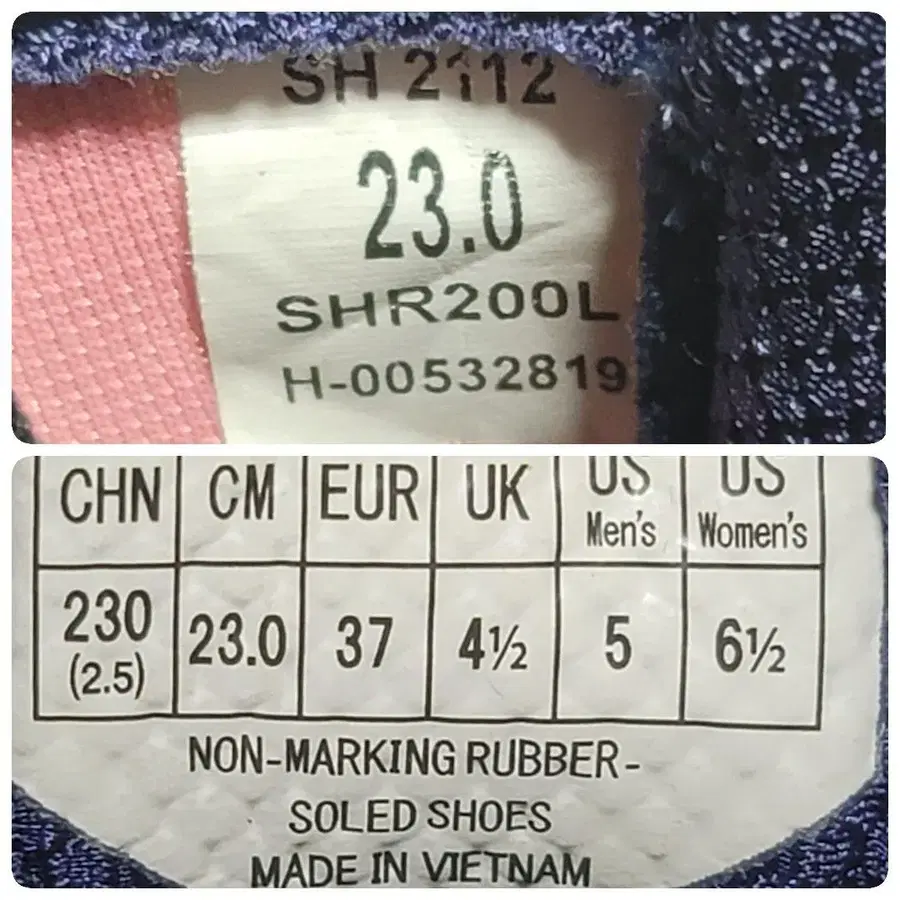 SH 2112
23.0
SHR200L
H-00532819
CHN CM EUR UK US Men's US Women's
230 (2.5) 23.0 37 4½ 5 6½
NON-MARKING RUBBER-
SOLED SHOES
MADE IN VIETNAM